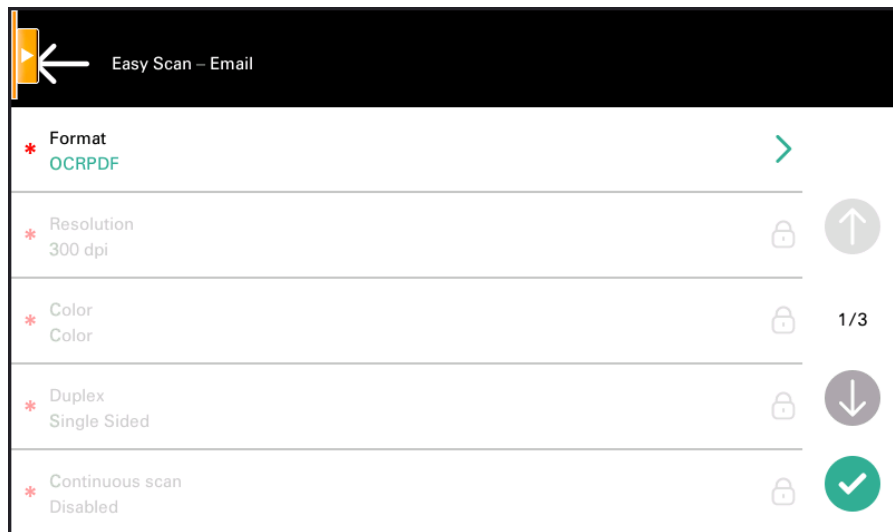 Easy Scan – Email
* Format
OCRPDF
* Resolution
300 dpi
1/3
* Color
Color
* Duplex
Single Sided
* Continuous scan
Disabled